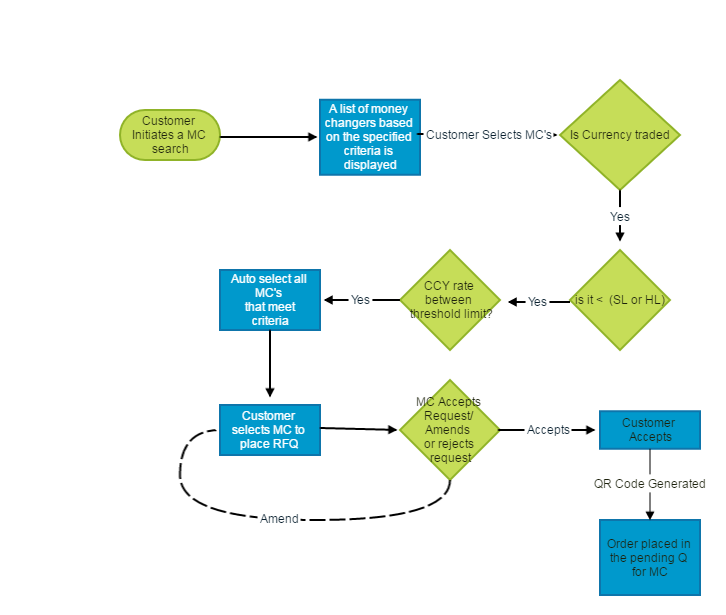 Customer
Initiates a MC
search
A list of money
changers based
on the specified
criteria is
displayed
Customer Selects MC's
Is Currency traded
Yes
is it < (SL or HL)
Yes
CCY rate
between
threshold limit?
Yes
Auto select all
MC's
that meet
criteria
Customer
selects MC to
place RFQ
MC Accepts
Request/
Amends
or rejects
request
Accepts
Customer
Accepts
Amend
QR Code Generated
Order placed in
the pending Q
for MC